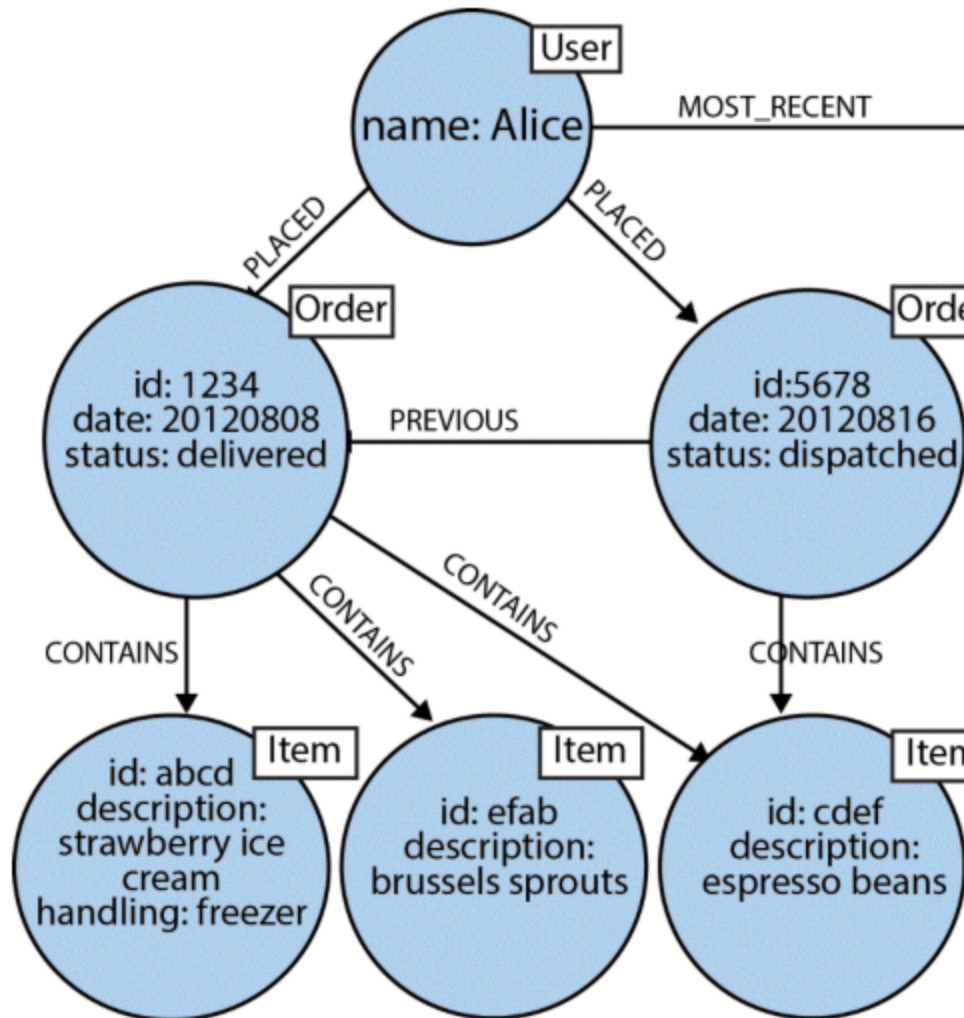 User
name: Alice
MOST_RECENT
PLACED
PLACED
Order
Orde
id: 1234
date: 20120808
status: delivered
id:5678
date: 20120816
status: dispatched
PREVIOUS
CONTAINS
CONTAINS
CONTAINS
CONTAINS
Item
Item
Item
id: abcd
description:
strawberry ice
cream
handling: freezer
id: efab
description:
brussels sprouts
id: cdef
description:
espresso beans